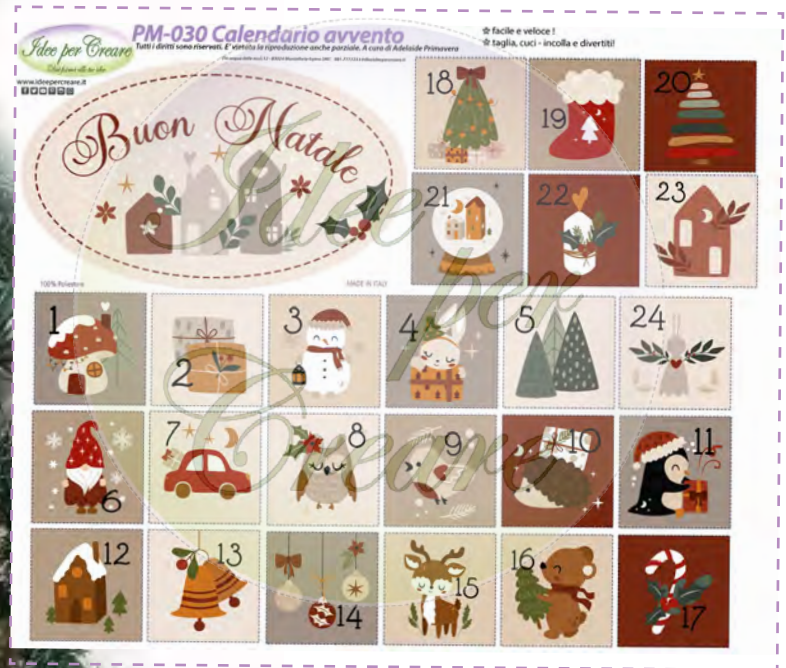 PM-030 Calendario avvento
Idee per Creare
Tutti i diritti sono riservati. E' vietata la riproduzione anche parziale. A cura di Adelaide Primavera
☆ facile e veloce !
☆ taglia, cuci - incolla e divertiti!
www.ideepercreare.it
Buon Natale
18
19
20
21
22
23
100% Poliestere
MADE IN ITALY
1
2
3
4
5
24
6
7
8
9
10
11
12
13
14
15
16
17
Idee per
Creare